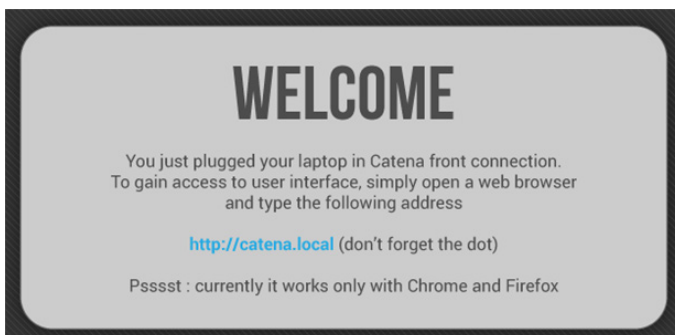 WELCOME
You just plugged your laptop in Catena front connection.
To gain access to user interface, simply open a web browser
and type the following address
http://catena.local (don't forget the dot)
Psssst : currently it works only with Chrome and Firefox